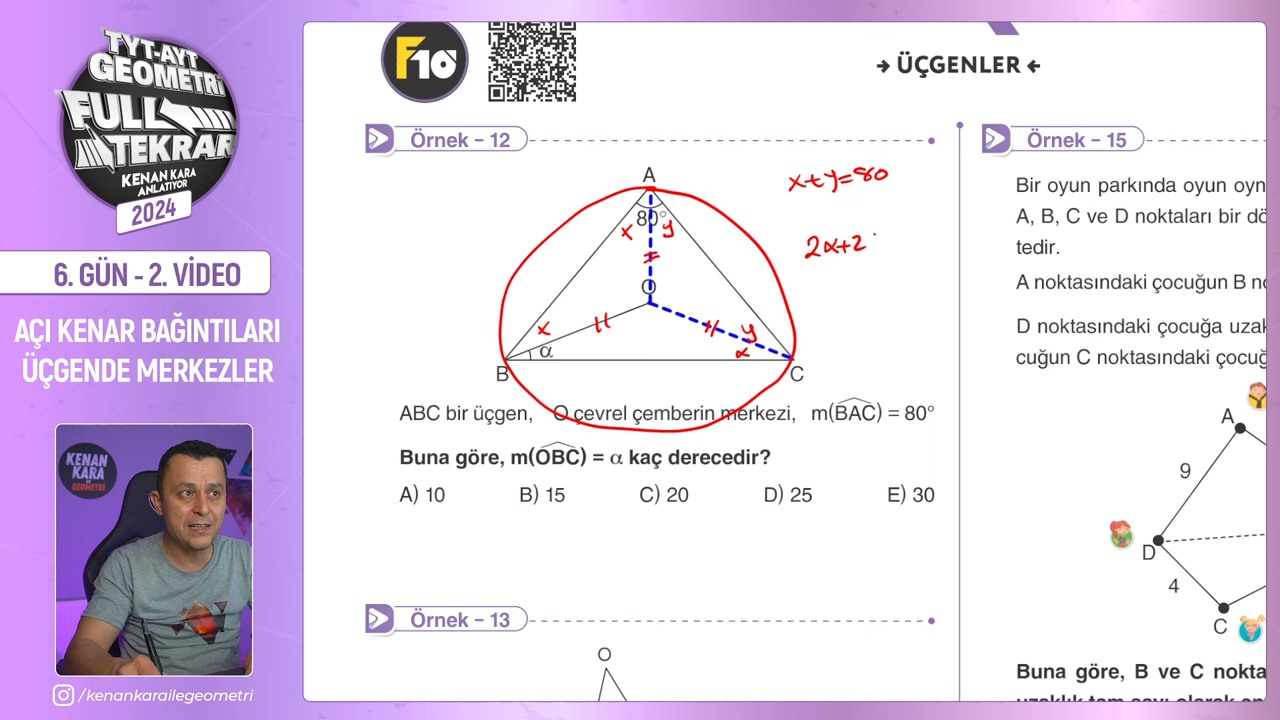 TYT-AYT
GEOMETRİ
FULL
TEKRAR
KENAN KARA
ANLATIYOR
2024
6. GÜN - 2. VİDEO
AÇI KENAR BAĞINTILARI
ÜÇGENDE MERKEZLER
KENAN
KARA
GEOMETRİ
/kenankarailegeometri
F10
→ ÜÇGENLER ←
Örnek – 12
A
80°
x y
O
x
y
α
α
B
C
x+y=80
2α+2
ABC bir üçgen, O çevrel çemberin merkezi, m(BAC) = 80°
Buna göre, m(OBC) = α kaç derecedir?
A) 10 B) 15 C) 20 D) 25 E) 30
Örnek – 13
O
Örnek – 15
Bir oyun parkında oyun oyn
A, B, C ve D noktaları bir dö
tedir.
A noktasındaki çocuğun B no
D noktasındaki çocuğa uzak
cuğun C noktasındaki çocuğ
A
9
D
4
C
Buna göre, B ve C nokta